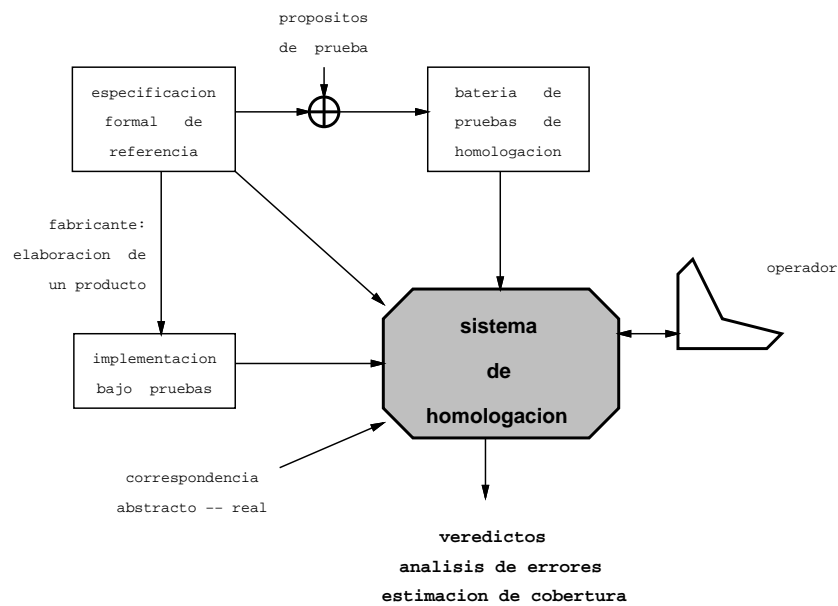 propositos
de prueba
especificacion
formal de
referencia
bateria de
pruebas de
homologacion
fabricante:
elaboracion de
un producto
operador
sistema
de
homologacion
implementacion
bajo pruebas
correspondencia
abstracto -- real
veredictos
analisis de errores
estimacion de cobertura